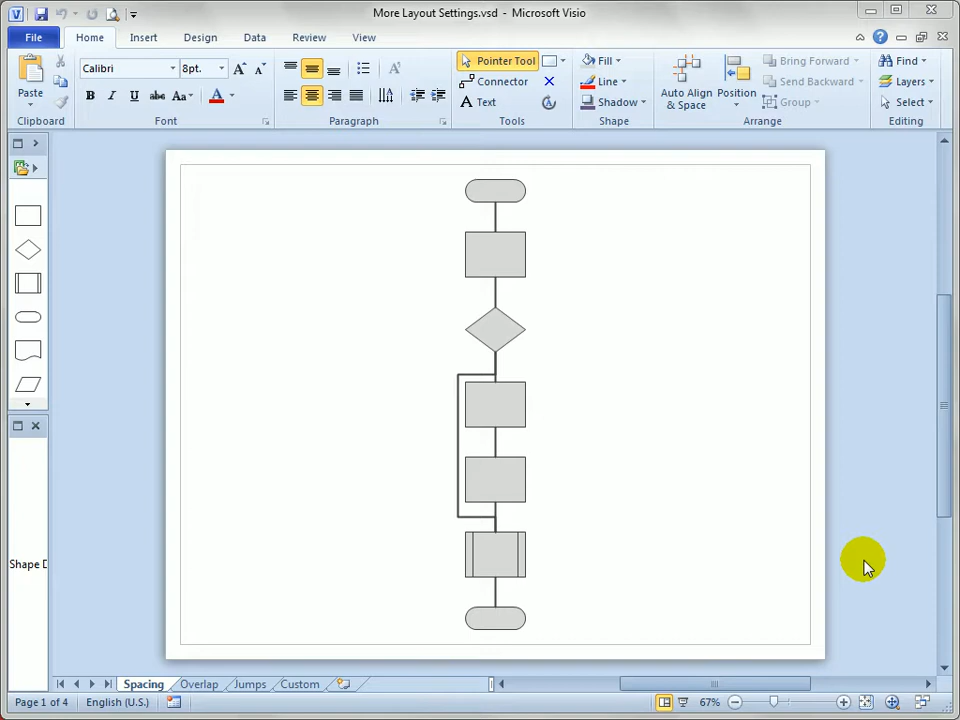 More Layout Settings.vsd - Microsoft Visio
File Home Insert Design Data Review View
Calibri 8pt. Pointer Tool Fill Bring Forward Find
Paste Connector Line Auto Align & Space Position Send Backward Layers
B I U abc Aa A A Text Shadow Group Select
Clipboard Font Paragraph Tools Shape Arrange Editing
Shape D
Spacing Overlap Jumps Custom
Page 1 of 4 English (U.S.) 67%